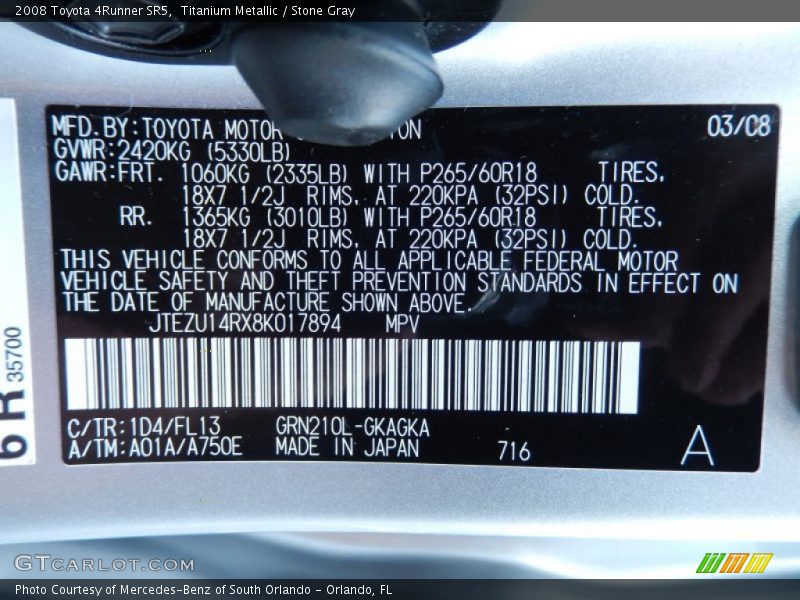 2008 Toyota 4Runner SR5,  Titanium Metallic / Stone Gray
MFD.BY:TOYOTA MOTOR 03/08
GVWR:2420KG (5330LB)
GAWR:FRT. 1060KG (2335LB) WITH P265/60R18 TIRES,
18X7 1/2J RIMS, AT 220KPA (32PSI) COLD.
RR. 1365KG (3010LB) WITH P265/60R18 TIRES,
18X7 1/2J RIMS, AT 220KPA (32PSI) COLD.
THIS VEHICLE CONFORMS TO ALL APPLICABLE FEDERAL MOTOR
VEHICLE SAFETY AND THEFT PREVENTION STANDARDS IN EFFECT ON
THE DATE OF MANUFACTURE SHOWN ABOVE.
JTEZU14RX8K017894 MPV
C/TR:1D4/FL13 GRN210L-GKAGKA
A/TM:A01A/A750E MADE IN JAPAN 716 A
6 R 35700
GTCARLOT.COM
Photo Courtesy of Mercedes-Benz of South Orlando - Orlando, FL